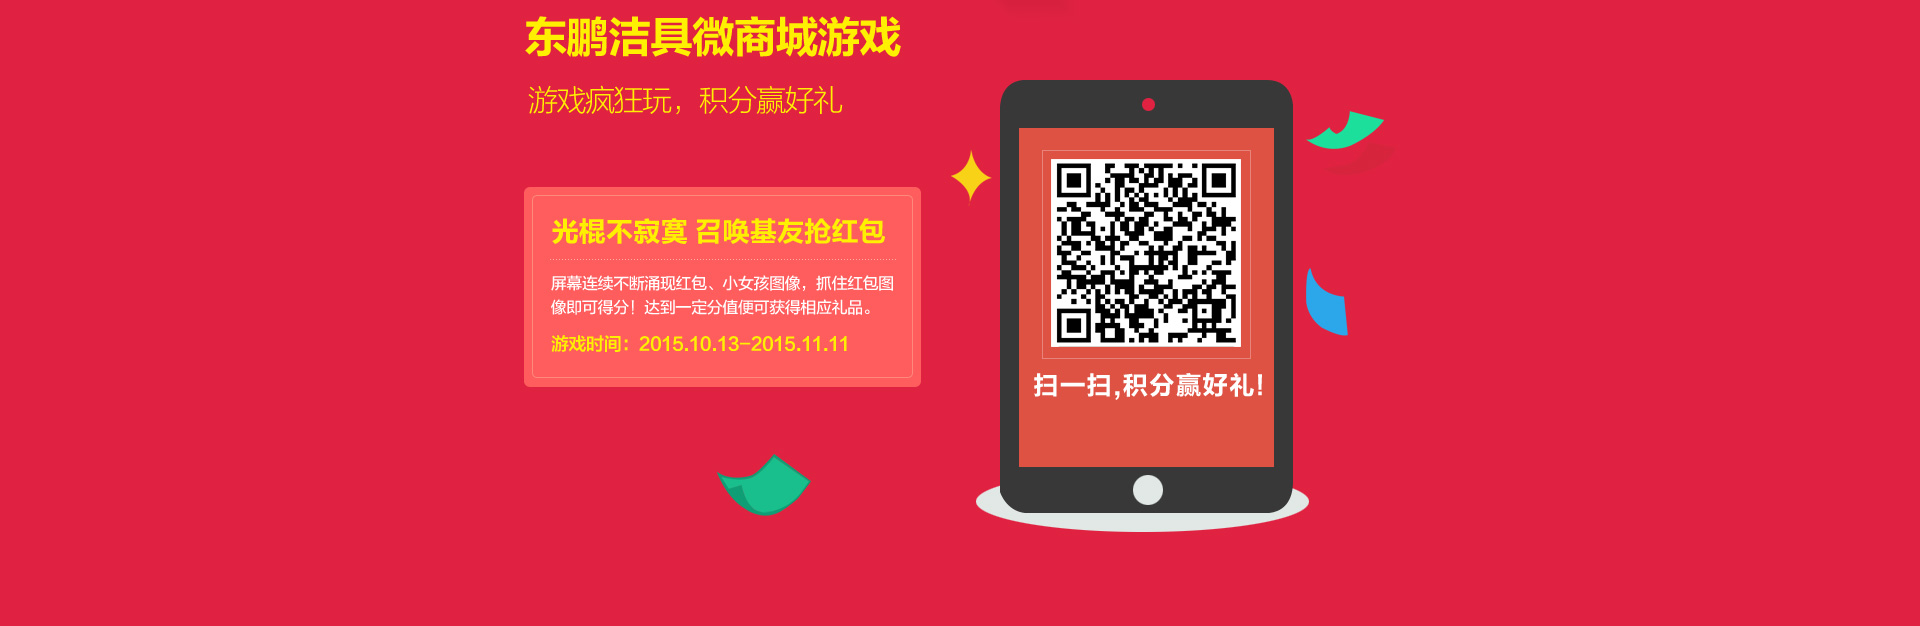 东鹏洁具微商城游戏
游戏疯狂玩，积分赢好礼
光棍不寂寞 召唤基友抢红包
屏幕连续不断涌现红包、小女孩图像，抓住红包图
像即可得分！达到一定分值便可获得相应礼品。
游戏时间：2015.10.13-2015.11.11
扫一扫,积分赢好礼!